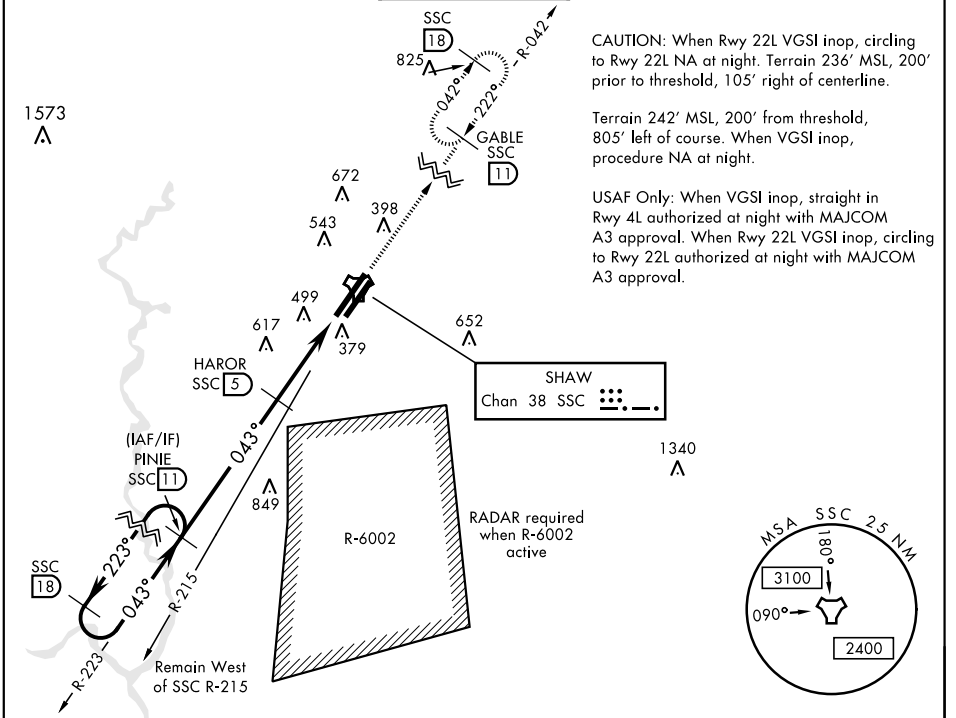 SSC
18
R-042
825
042°
222°
GABLE
SSC
11
CAUTION: When Rwy 22L VGSI inop, circling
to Rwy 22L NA at night. Terrain 236' MSL, 200'
prior to threshold, 105' right of centerline.
Terrain 242' MSL, 200' from threshold,
805' left of course. When VGSI inop,
procedure NA at night.
USAF Only: When VGSI inop, straight in
Rwy 4L authorized at night with MAJCOM
A3 approval. When Rwy 22L VGSI inop, circling
to Rwy 22L authorized at night with MAJCOM
A3 approval.
1573
672
543
398
499
617
379
652
HAROR
SSC 5
SHAW
Chan 38 SSC
043°
(IAF/IF)
PINIE
SSC 11
849
1340
R-6002
RADAR required
when R-6002
active
SSC
18
223°
043°
R-215
R-223
Remain West
of SSC R-215
MSA SSC 25 NM
180°
3100
090°
2400